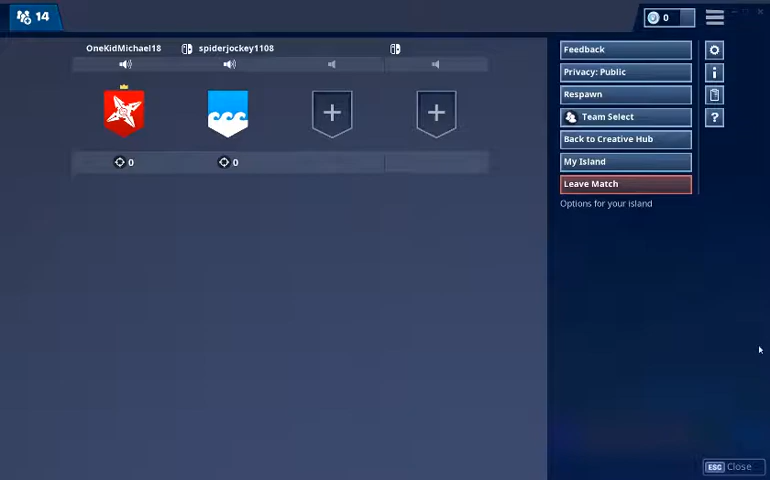 14
0
OneKidMichael18
spiderjockey1108
0
0
Feedback
Privacy: Public
Respawn
Team Select
Back to Creative Hub
My Island
Leave Match
Options for your island
i
?
ESC Close